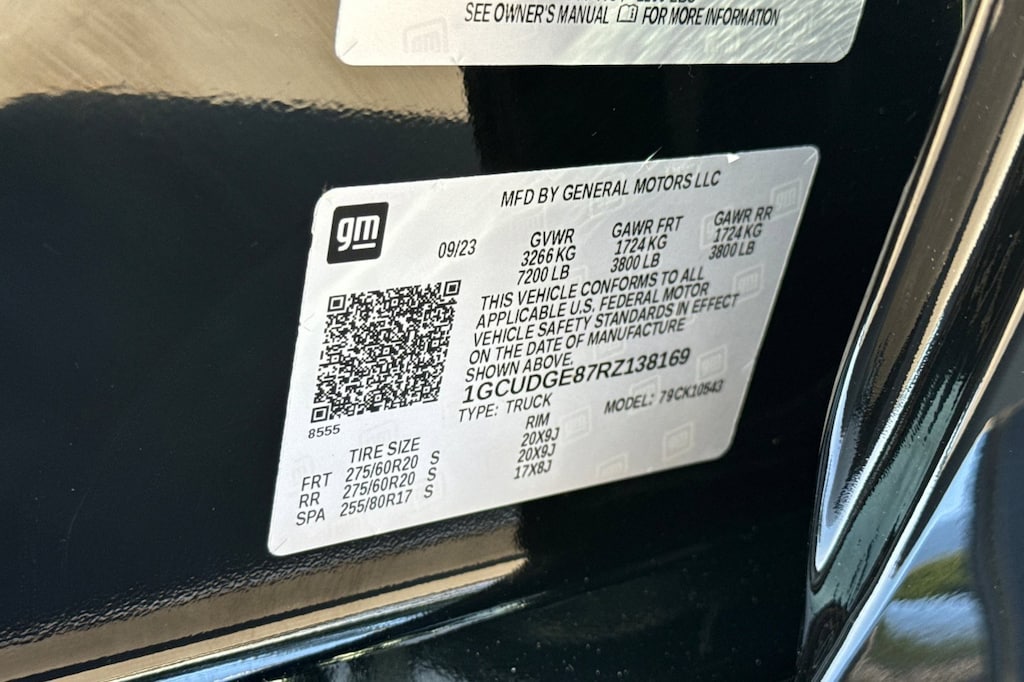 SEE OWNER'S MANUAL FOR MORE INFORMATION
gm
MFD BY GENERAL MOTORS LLC
gm
09/23
GVWR GAWR FRT GAWR RR
3266 KG 1724 KG 1724 KG
7200 LB 3800 LB 3800 LB
THIS VEHICLE CONFORMS TO ALL
APPLICABLE U.S. FEDERAL MOTOR
VEHICLE SAFETY STANDARDS IN EFFECT
ON THE DATE OF MANUFACTURE
SHOWN ABOVE.
1GCUDGE87RZ138169
TYPE: TRUCK MODEL: 79CK10543
8555
TIRE SIZE RIM
FRT 275/60R20 S 20X9J
RR 275/60R20 S 20X9J
SPA 255/80R17 S 17X8J